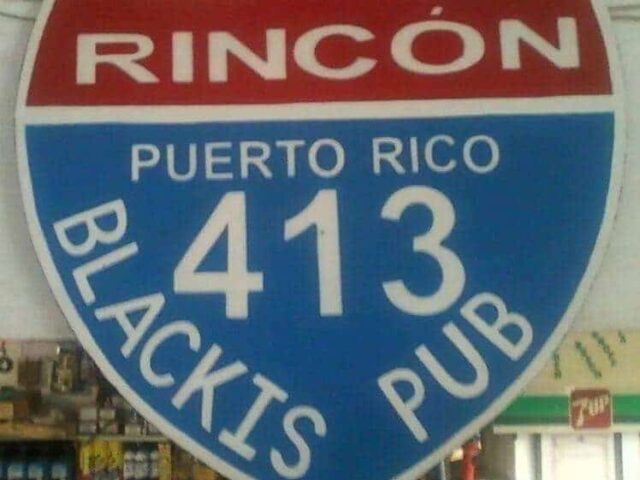 RINCÓN
PUERTO RICO
413
BLACKIS PUB
7UP